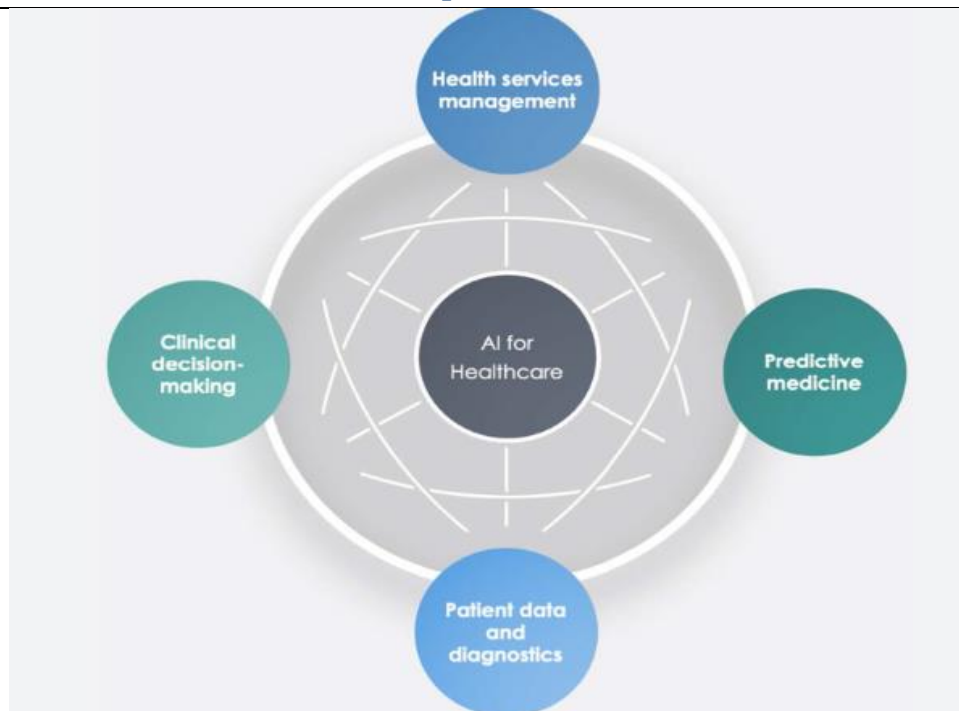 Health services
management
Clinical
decision-
making
AI for
Healthcare
Predictive
medicine
Patient data
and
diagnostics